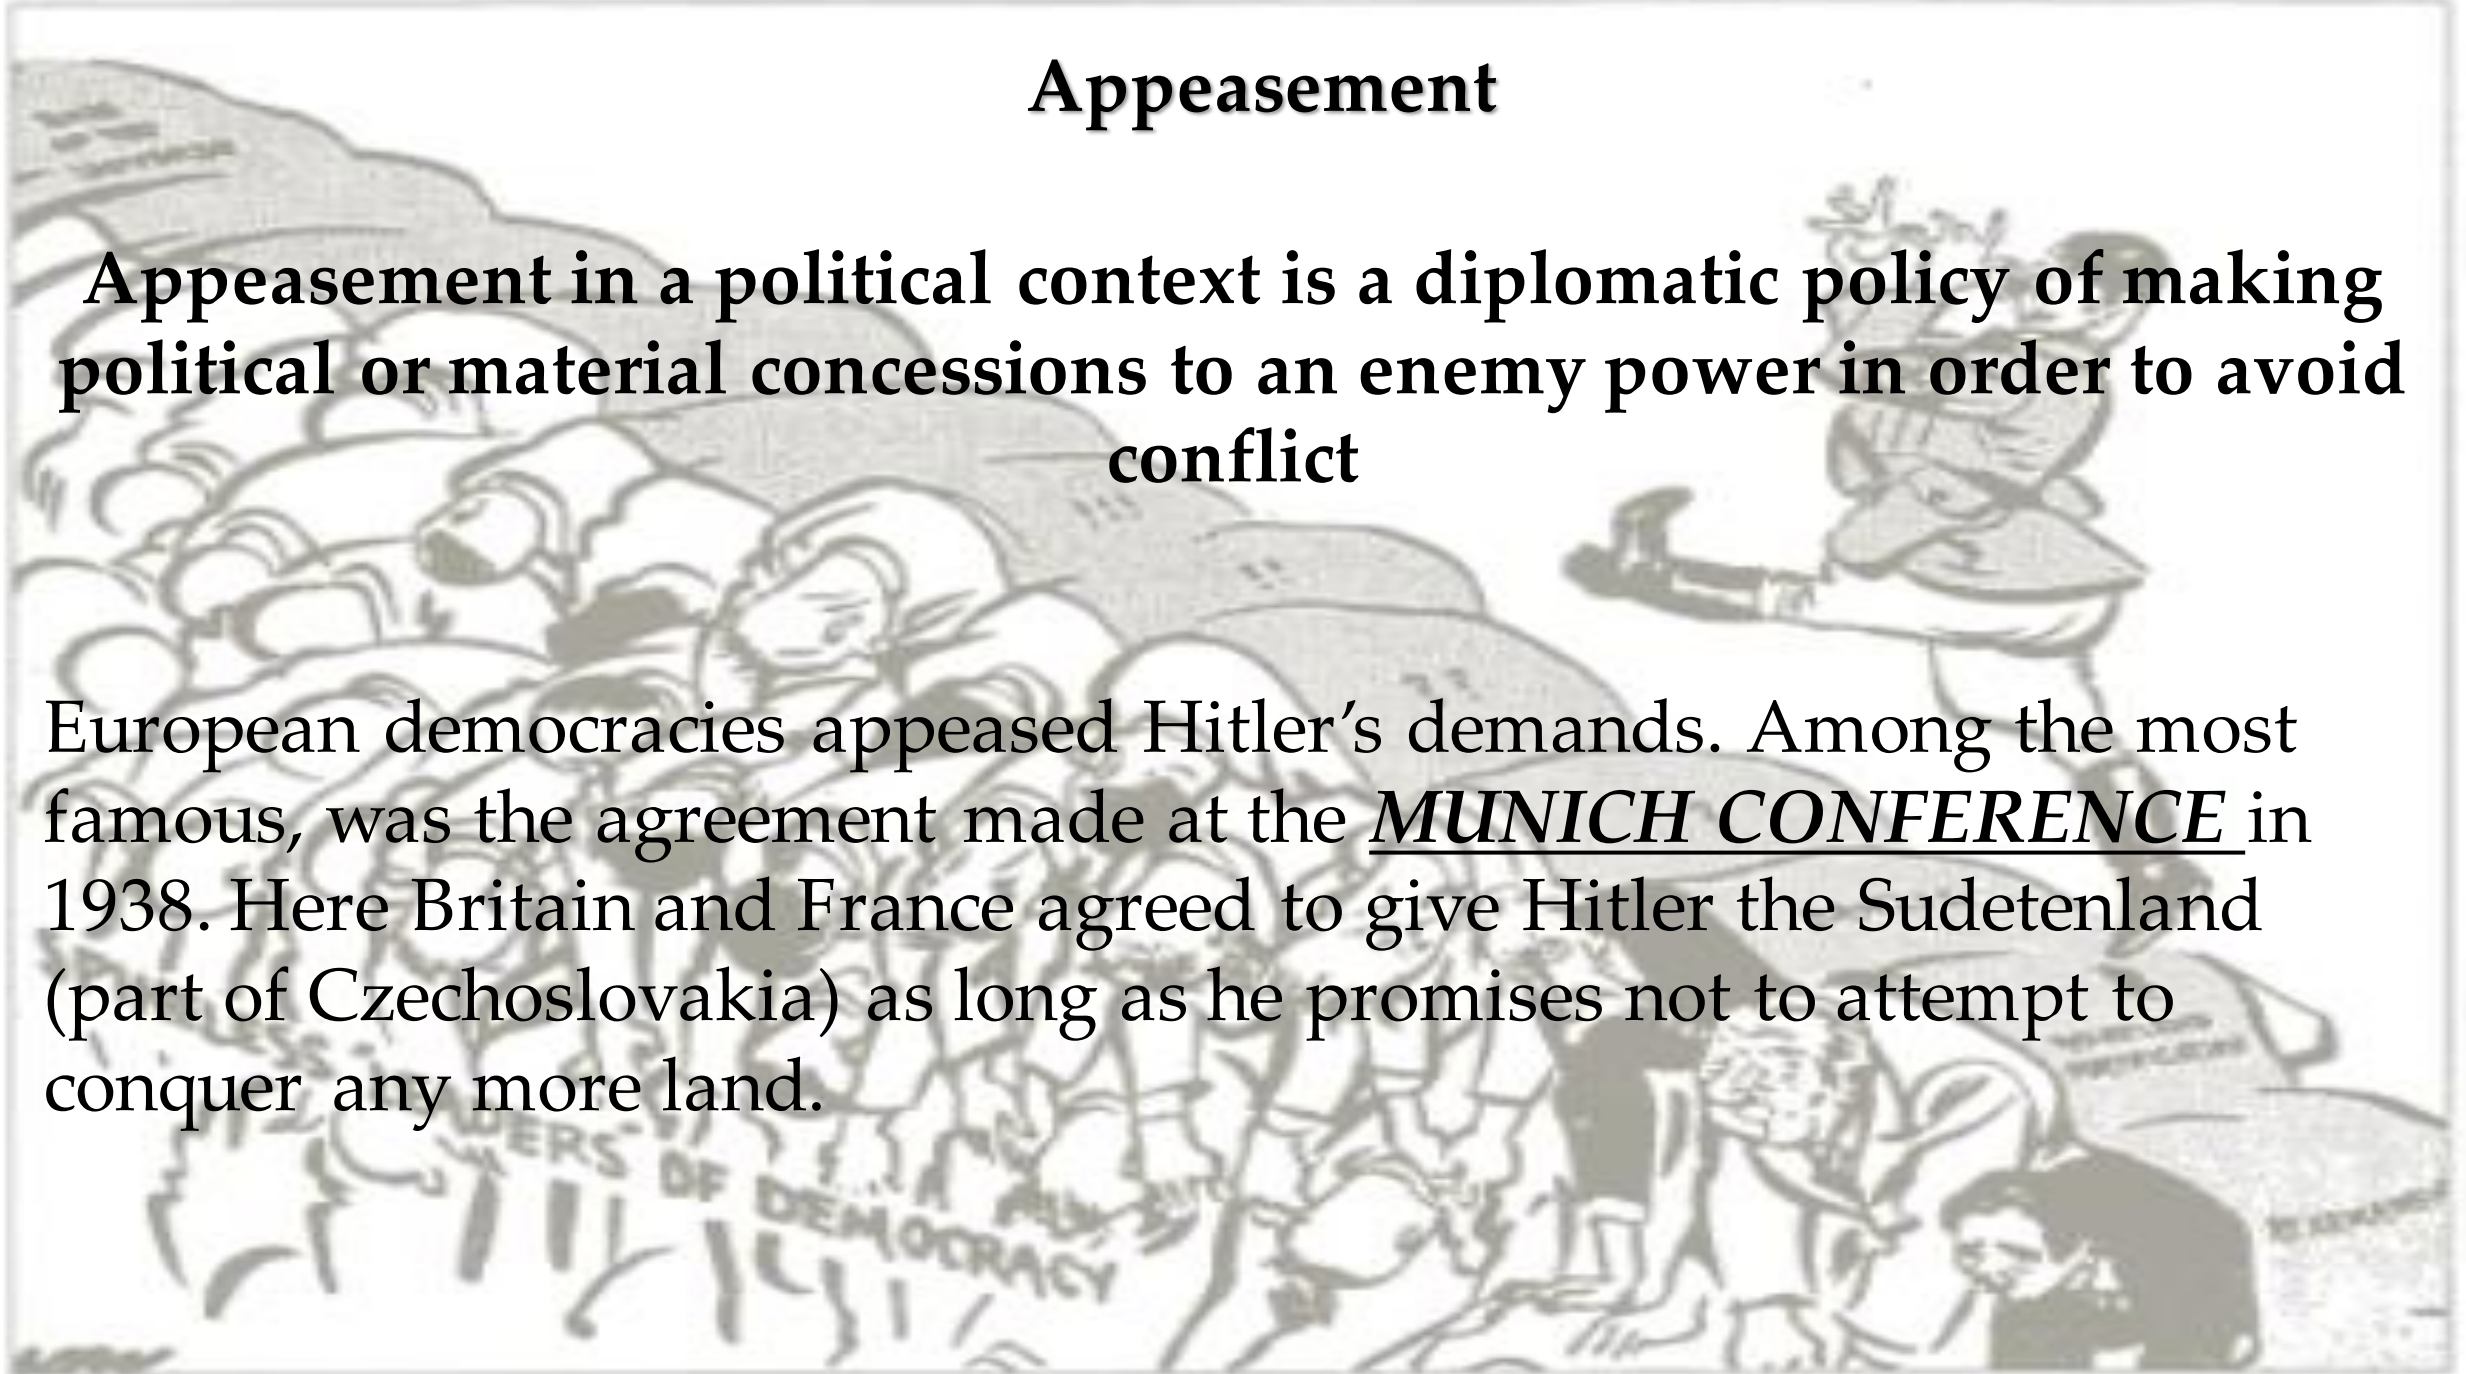 Appeasement
Appeasement in a political context is a diplomatic policy of making
political or material concessions to an enemy power in order to avoid
conflict
European democracies appeased Hitler’s demands. Among the most
famous, was the agreement made at the MUNICH CONFERENCE in
1938. Here Britain and France agreed to give Hitler the Sudetenland
(part of Czechoslovakia) as long as he promises not to attempt to
conquer any more land.
OF DEMOCRACY